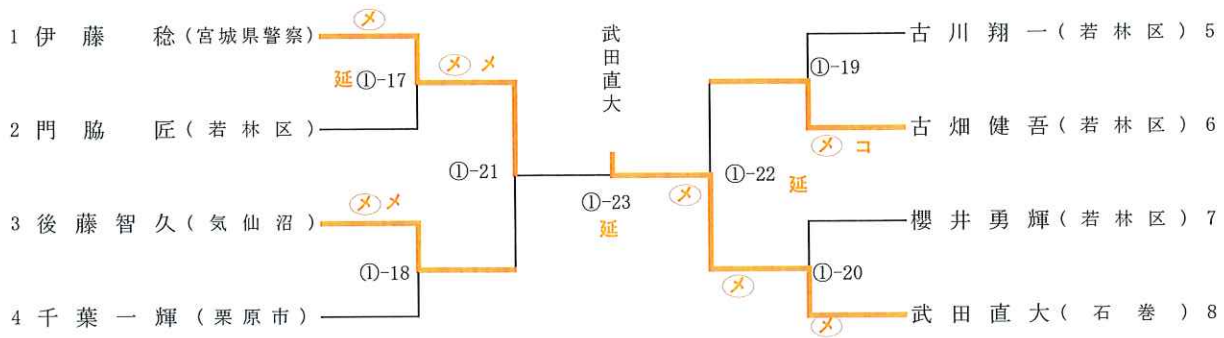 1 伊藤 稔(宮城県警察)
メ
延 ①-17
メ メ
2 門脇 匠(若林区)
①-21
3 後藤智久(気仙沼)
メ メ
①-18
4 千葉一輝(栗原市)
武田直大
①-23
延
メ
古川翔一(若林区) 5
①-19
古畑健吾(若林区) 6
メ コ
①-22
延
櫻井勇輝(若林区) 7
①-20
メ
武田直大(石巻) 8
メ